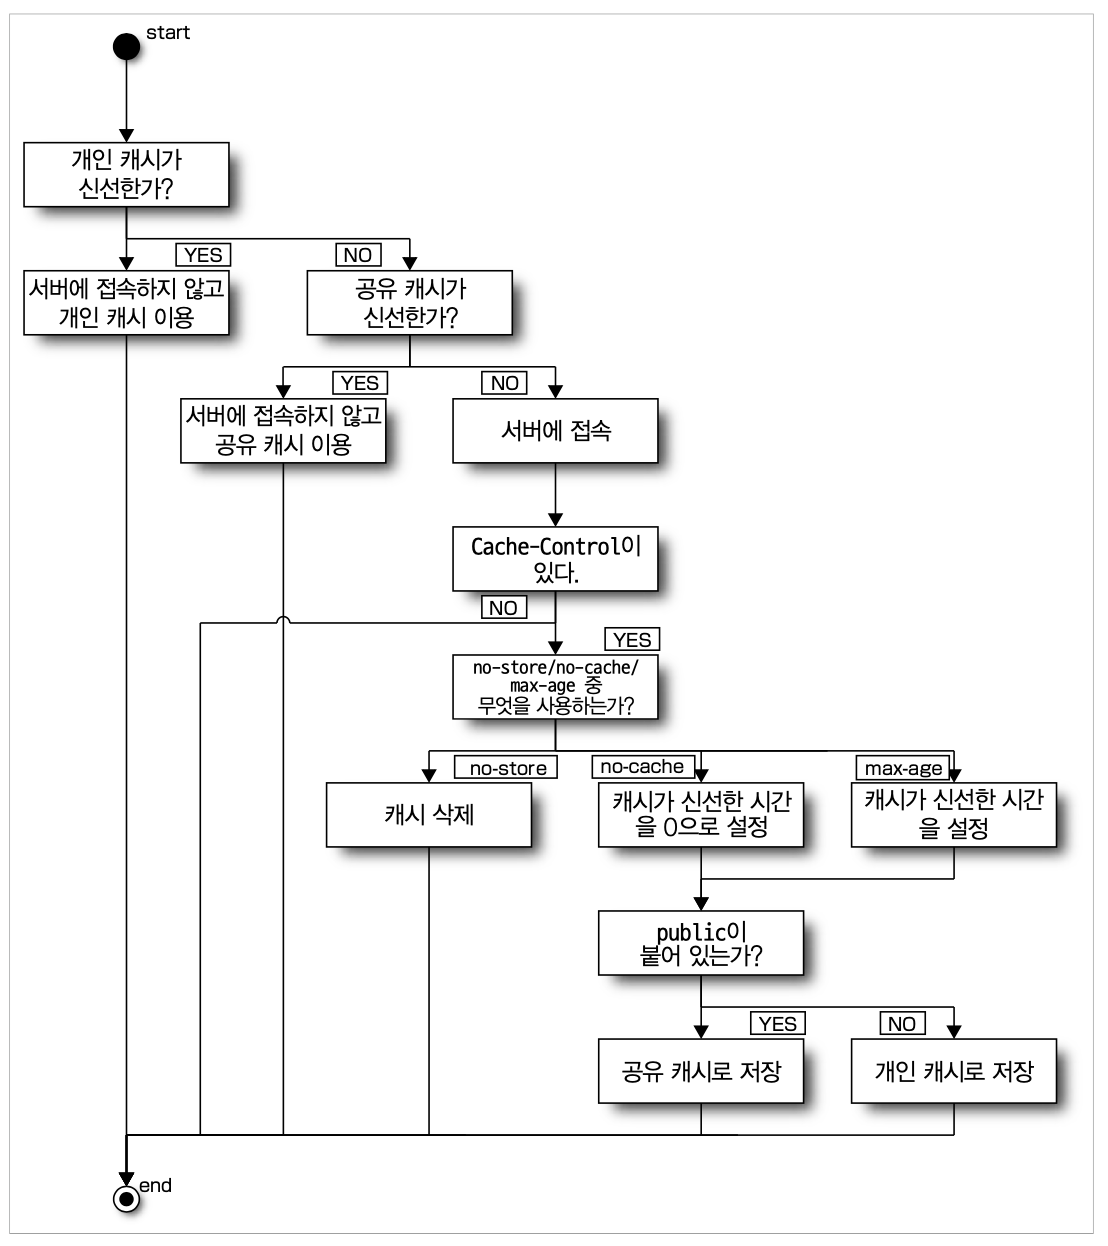 start
개인 캐시가
신선한가?
YES
NO
서버에 접속하지 않고
개인 캐시 이용
공유 캐시가
신선한가?
YES
NO
서버에 접속하지 않고
공유 캐시 이용
서버에 접속
Cache-Control이
있다.
NO
YES
no-store/no-cache/
max-age 중
무엇을 사용하는가?
no-store
no-cache
max-age
캐시 삭제
캐시가 신선한 시간
을 0으로 설정
캐시가 신선한 시간
을 설정
public이
붙어 있는가?
YES
NO
공유 캐시로 저장
개인 캐시로 저장
end